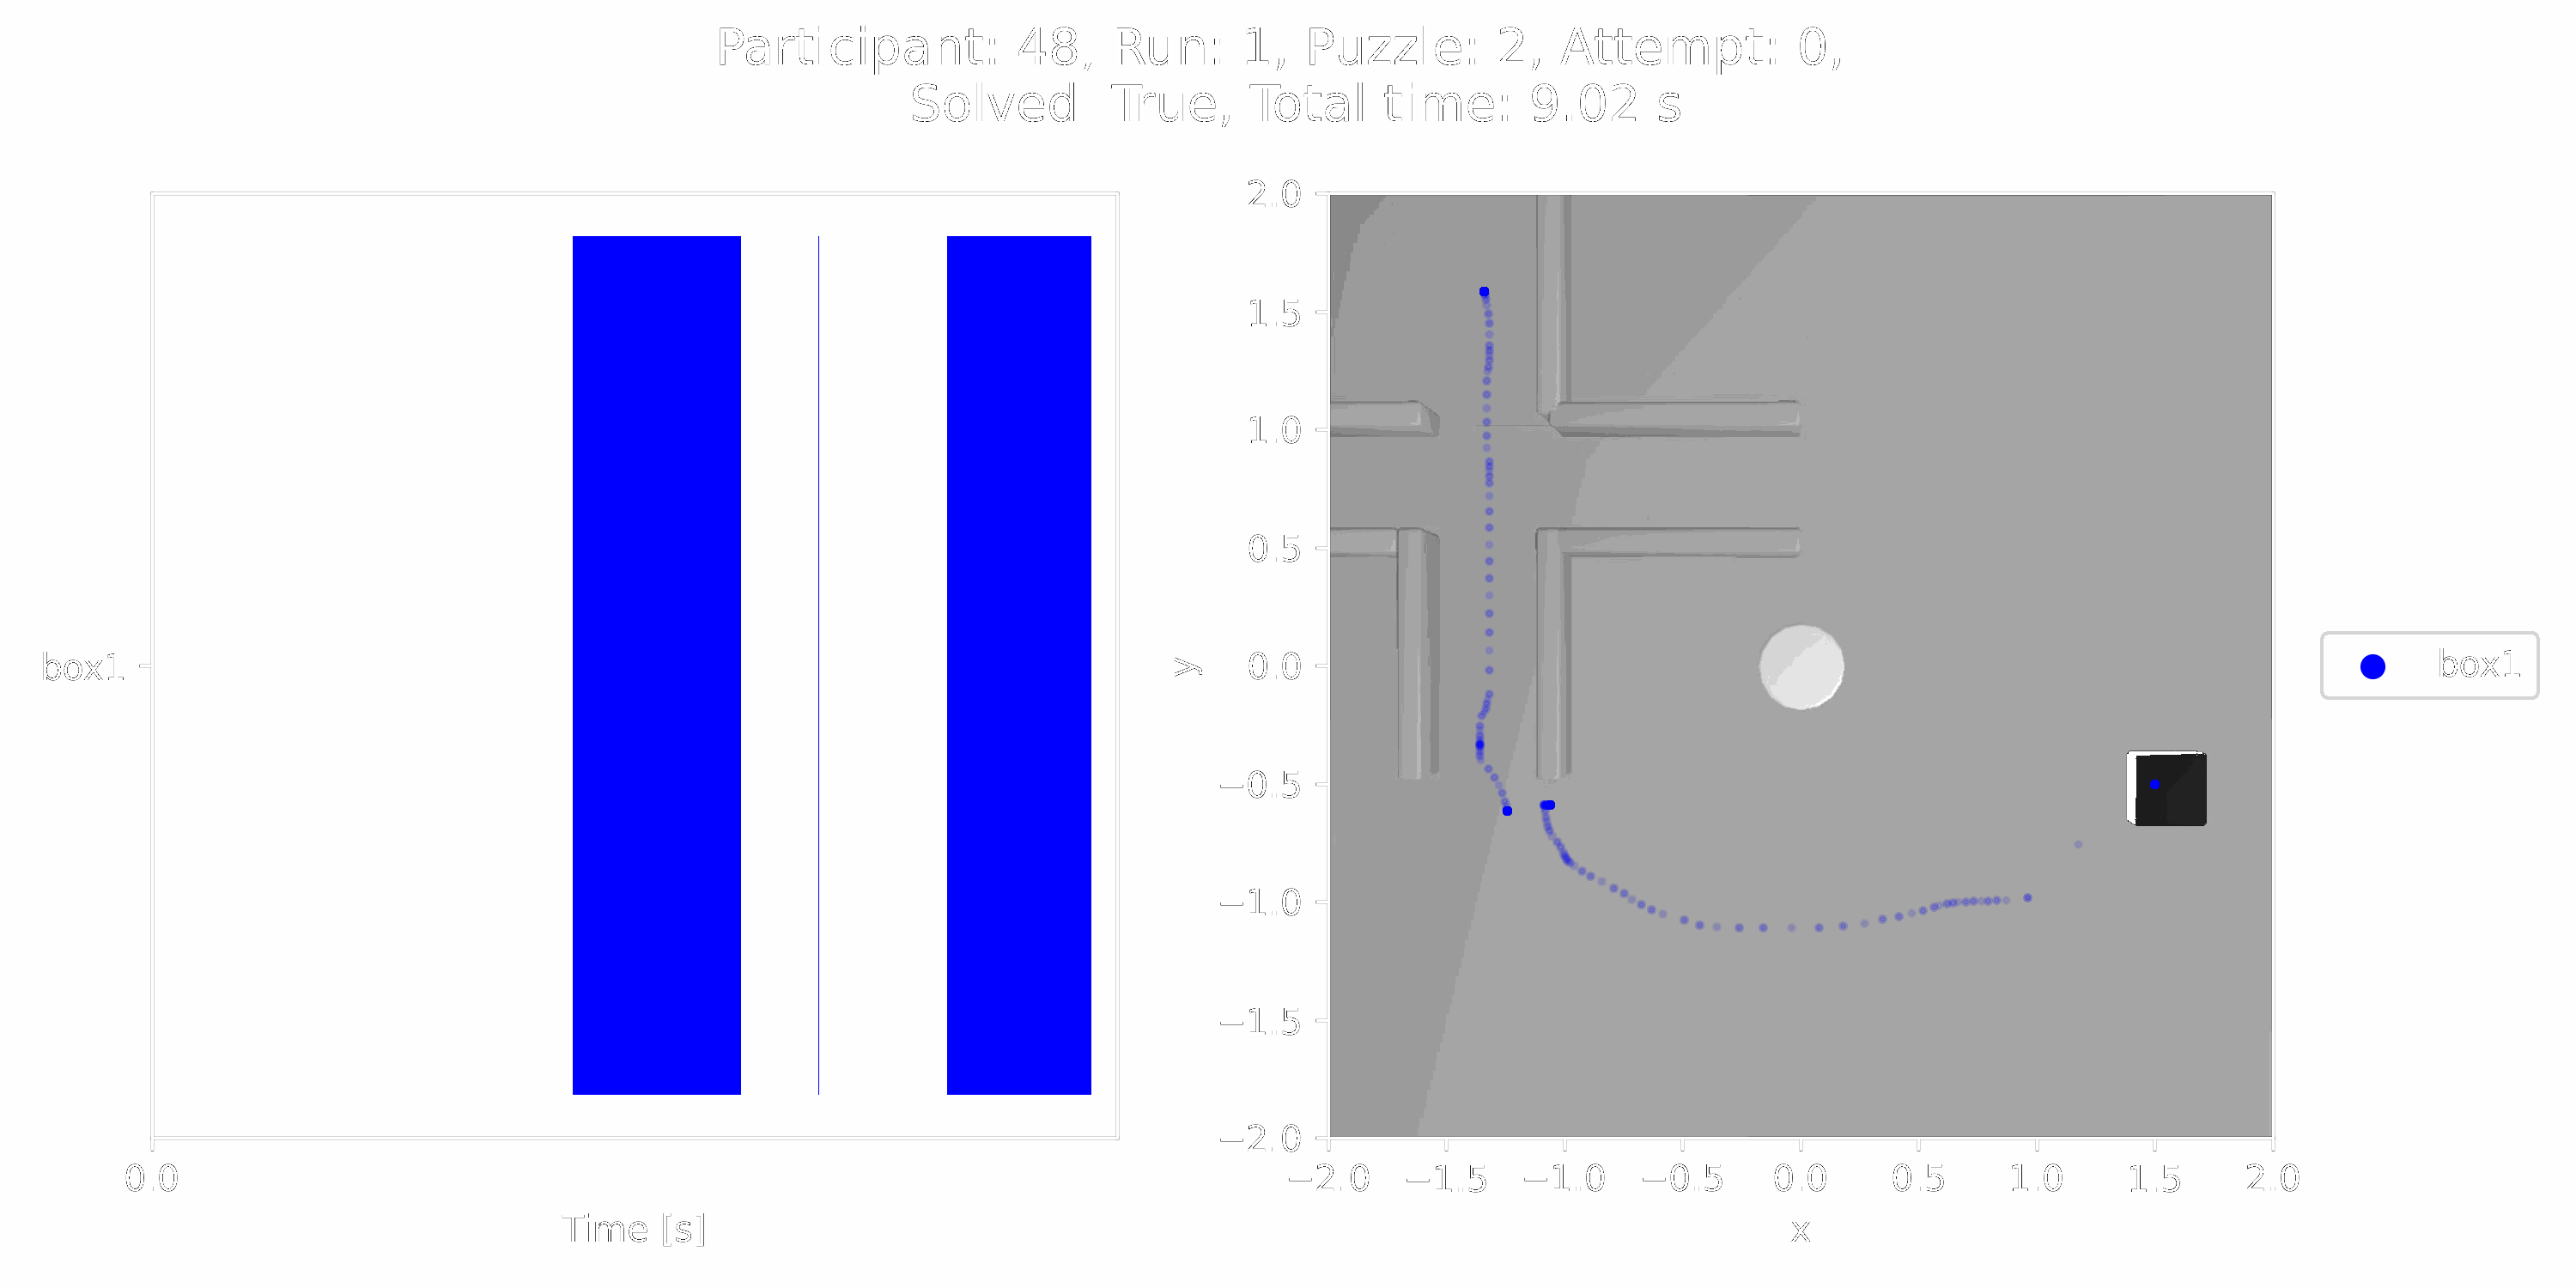 Participant: 48, Run: 1, Puzzle: 2, Attempt: 0,
Solved True, Total time: 9.02 s
box1
0.0
Time [s]
y
2.0
1.5
1.0
0.5
0.0
−0.5
−1.0
−1.5
−2.0
−2.0 −1.5 −1.0 −0.5 0.0 0.5 1.0 1.5 2.0
x
box1